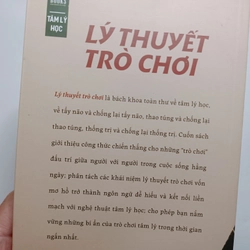 BOOKS
TÂM LÝ HỌC
LÝ THUYẾT
TRÒ CHƠI
Lý thuyết trò chơi là bách khoa toàn thư về tâm lý học,
về tẩy não và chống lại tẩy não, thao túng và chống lại
thao túng, thống trị và chống lại thống trị. Cuốn sách
giới thiệu công thức chiến thắng cho những "trò chơi"
đấu trí giữa người với người trong cuộc sống hằng
ngày; phân tích các khái niệm lý thuyết trò chơi vốn
mơ hồ trở thành ngôn ngữ dễ hiểu và kết nối liền
mạch với nghệ thuật tâm lý học; cho phép bạn nắm
vững những bí ẩn của trò chơi tâm lý trong thời gian
ngắn nhất.